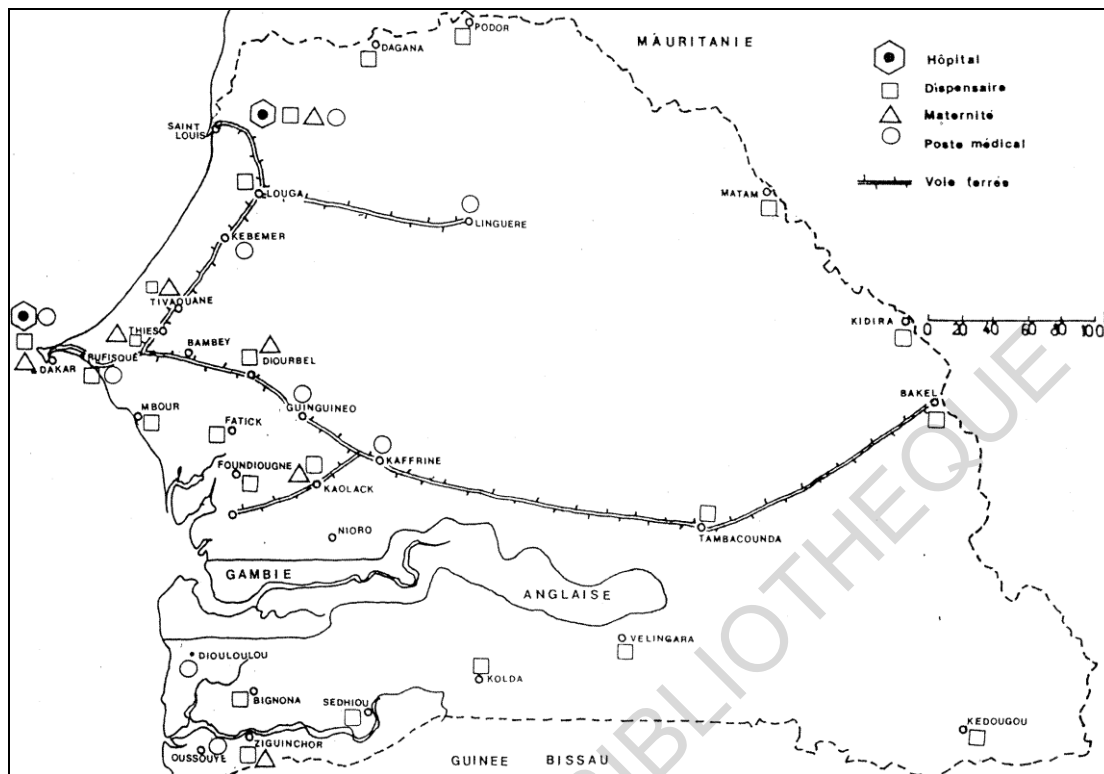 PODOR
MAURITANIE
DAGANA
Hôpital
Dispensaire
Maternité
Poste médical
Voie ferrée
SAINT
LOUIS
LOUGA
LINGUERE
MATAM
KEBEMER
TIVAOUANE
THIES
BAMBEY
DIOURBEL
DAKAR
RUFISQUE
KIDIRA
0 20 40 60 80 100
MBOUR
FATICK
GUINGUINEO
BAKEL
FOUNDIOUGNE
KAOLACK
KAFFRINE
TAMBACOUNDA
NIORO
GAMBIE
ANGLAISE
VELINGARA
DIOULOULOU
KOLDA
BIGNONA
SEDHIOU
ZIGUINCHOR
OUSSOUYE
KEDOUGOU
GUINEE BISSAU
BIBLIOTHEQUE